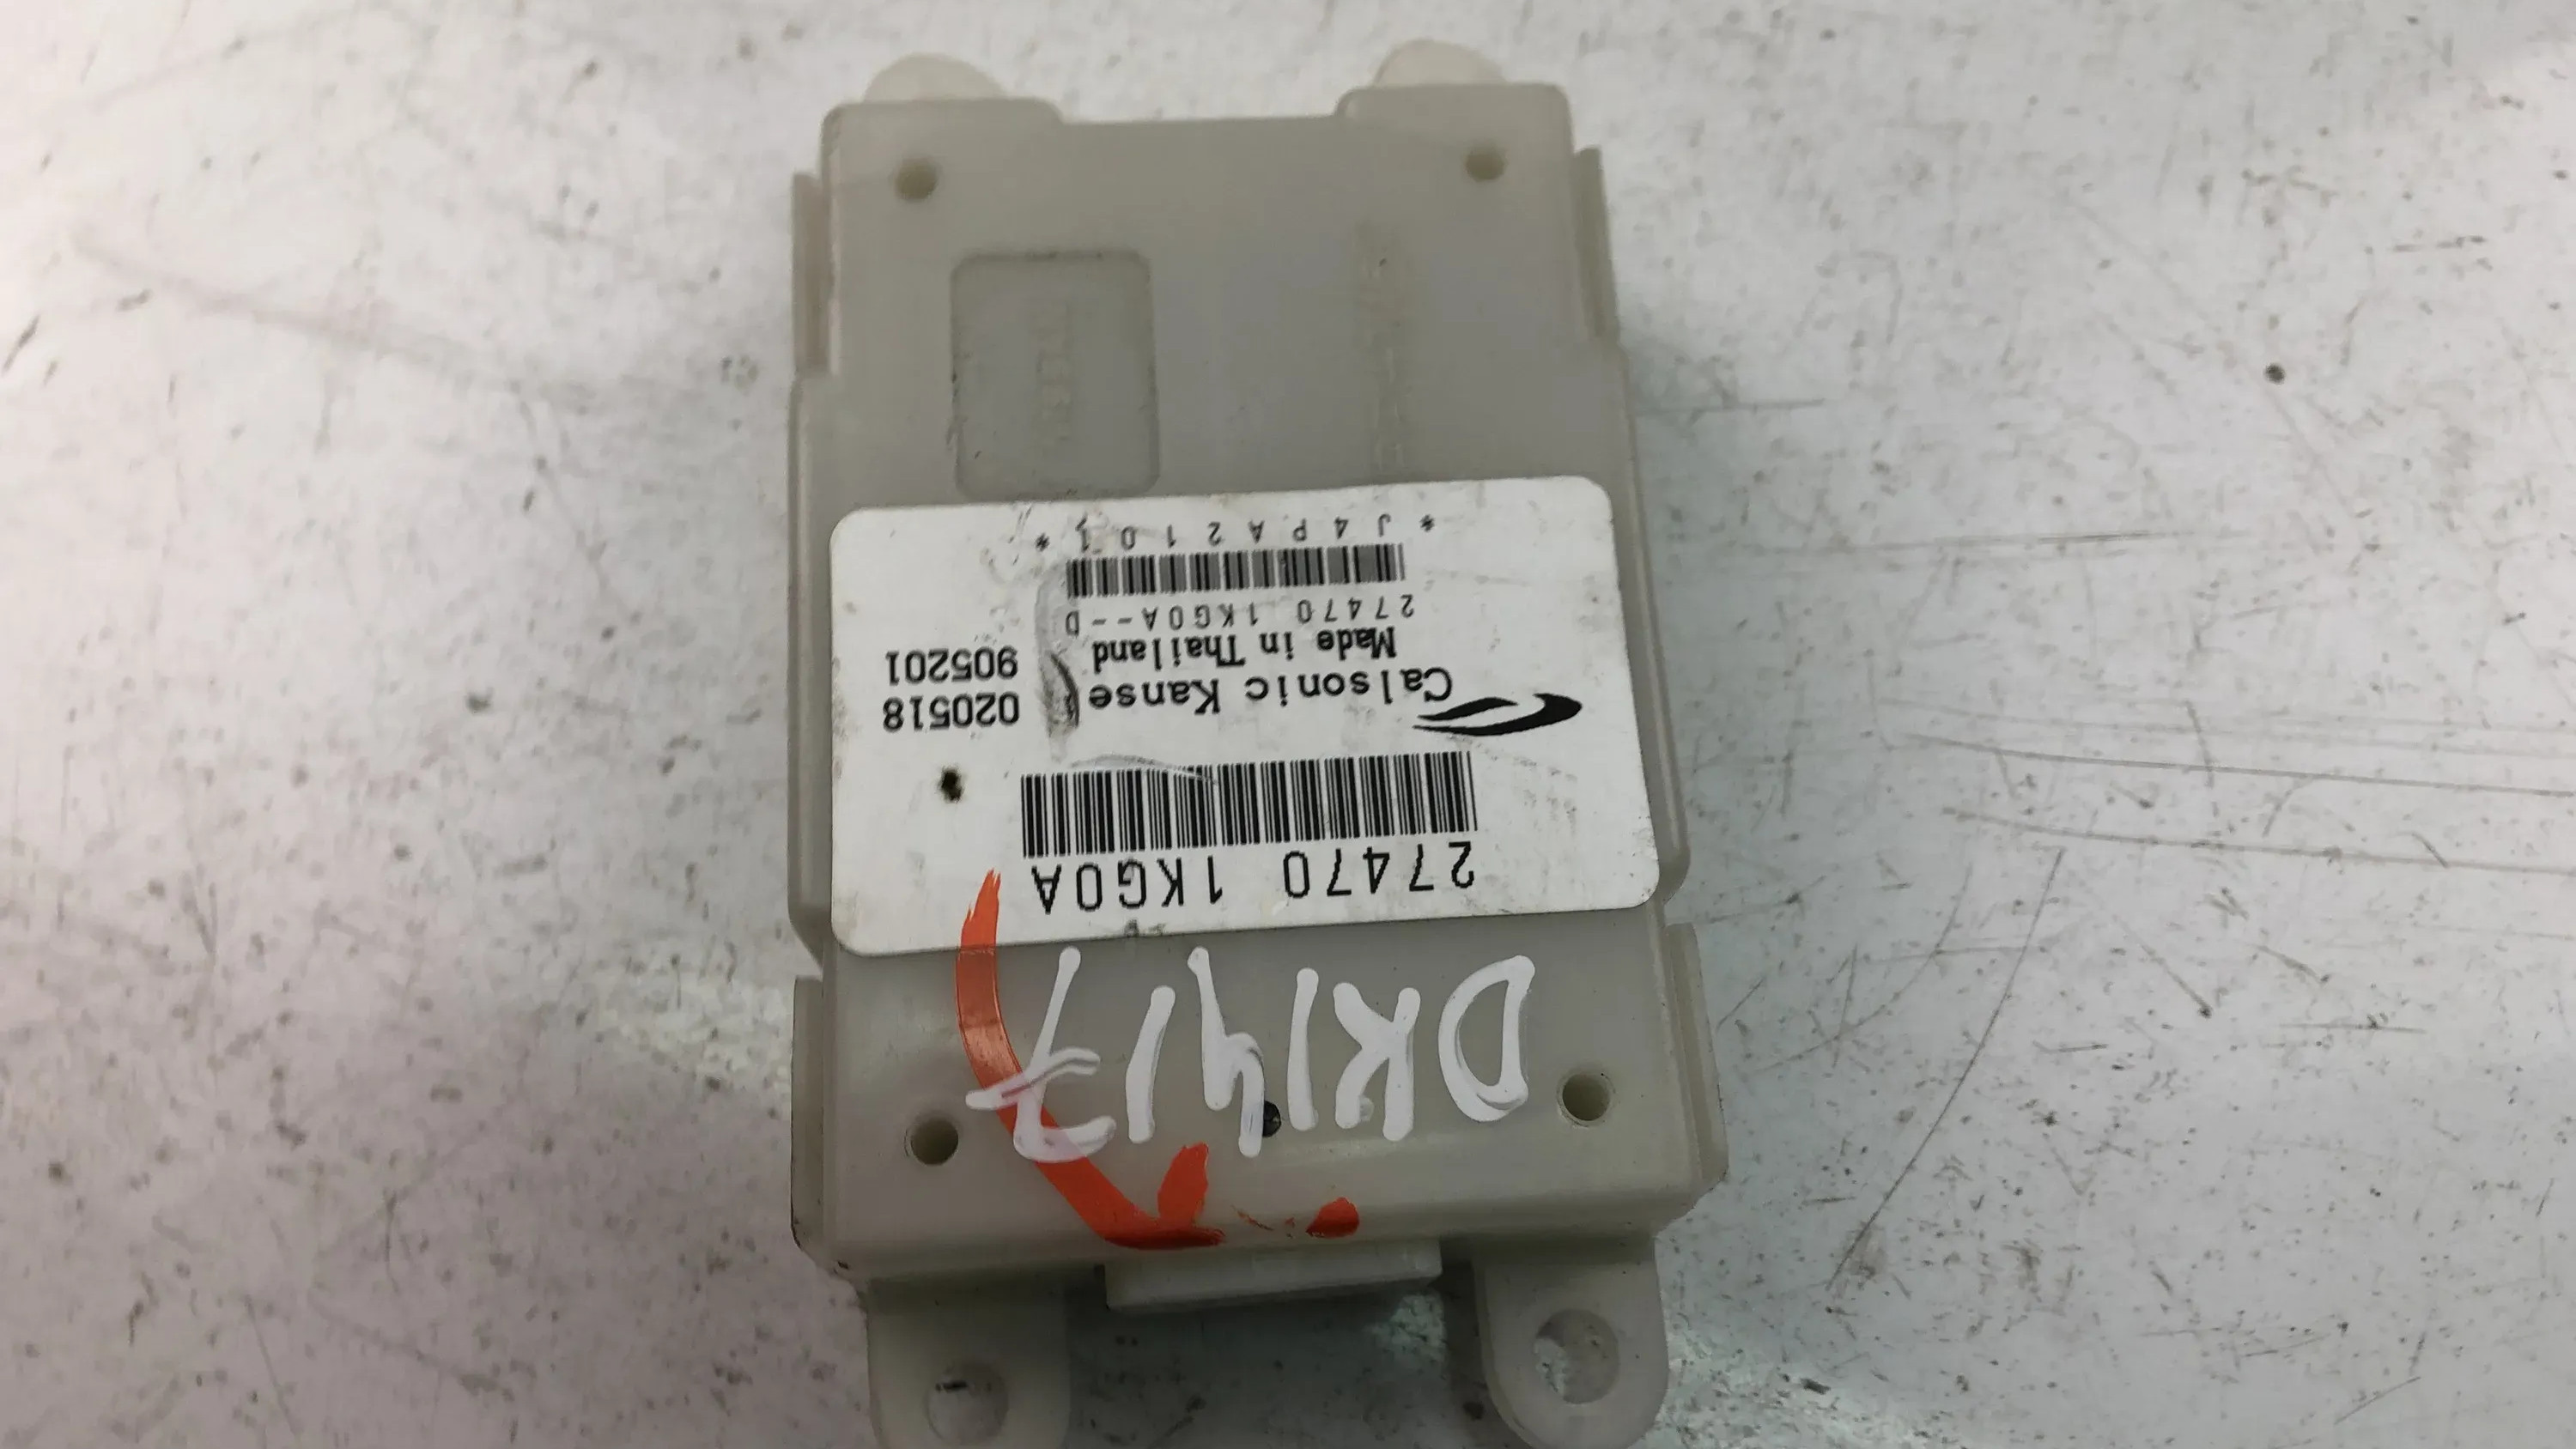 DK1417
27470 1KG0A
Calsonic Kanse
020518
Made in Thailand
905201
27470 1KG0A--D
*J4PA2101*